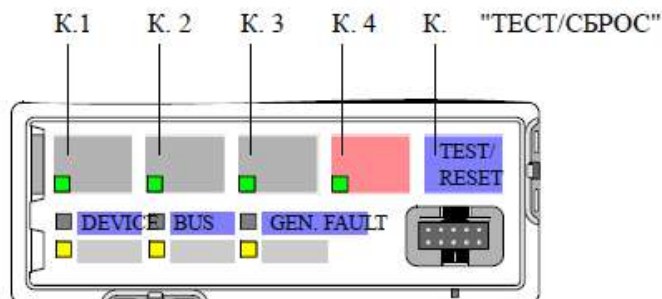 К.1 К. 2 К. 3 К. 4 К. "ТЕСТ/СБРОС"
TEST/
RESET
DEVICE BUS GEN. FAULT